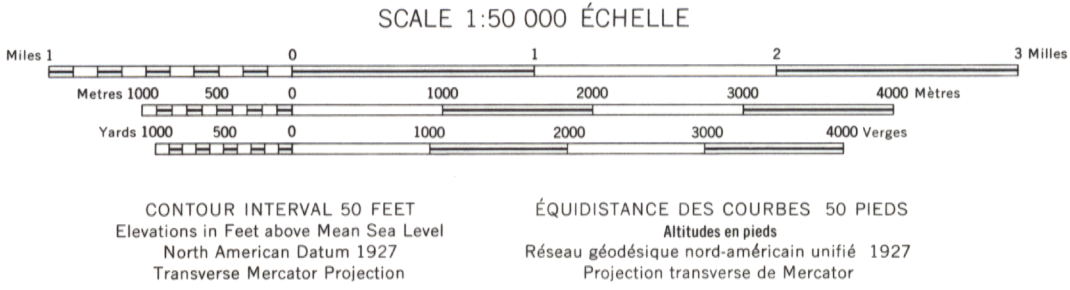 SCALE 1:50 000 ÉCHELLE
Miles 1 0 1 2 3 Milles
Metres 1000 500 0 1000 2000 3000 4000 Mètres
Yards 1000 500 0 1000 2000 3000 4000 Verges
CONTOUR INTERVAL 50 FEET
Elevations in Feet above Mean Sea Level
North American Datum 1927
Transverse Mercator Projection
ÉQUIDISTANCE DES COURBES 50 PIEDS
Altitudes en pieds
Réseau géodésique nord-américain unifié 1927
Projection transverse de Mercator